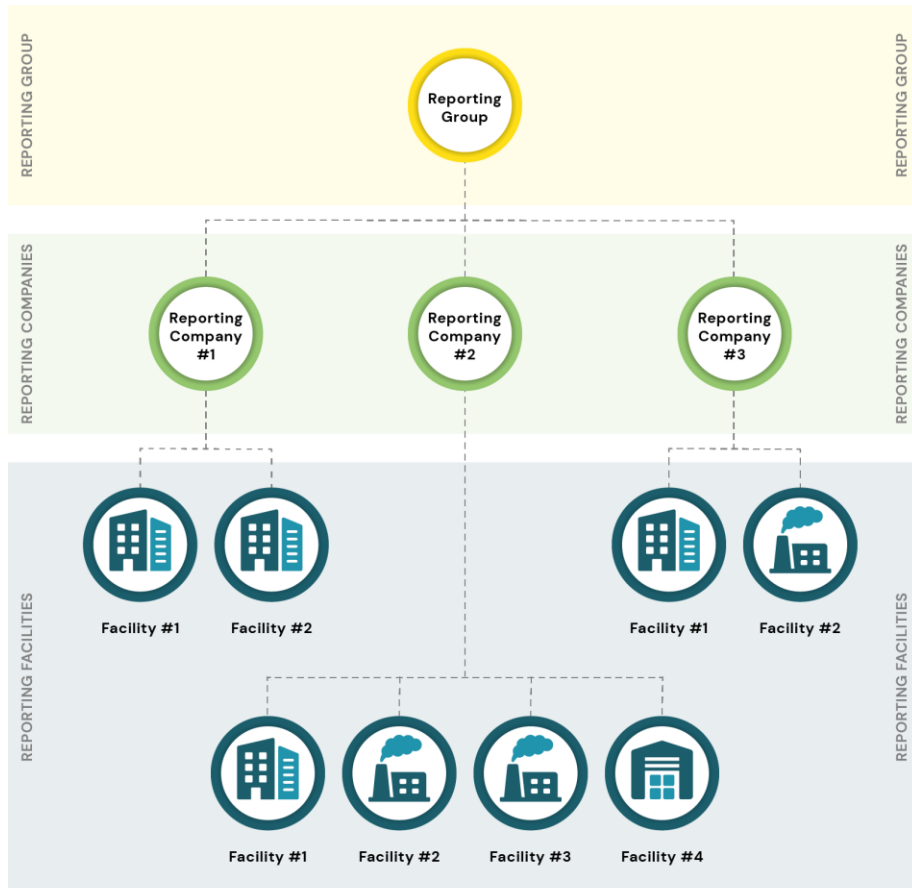 REPORTING GROUP
REPORTING GROUP
Reporting
Group
REPORTING COMPANIES
REPORTING COMPANIES
Reporting
Company
#1
Reporting
Company
#2
Reporting
Company
#3
REPORTING FACILITIES
REPORTING FACILITIES
Facility #1
Facility #2
Facility #1
Facility #2
Facility #1
Facility #2
Facility #3
Facility #4